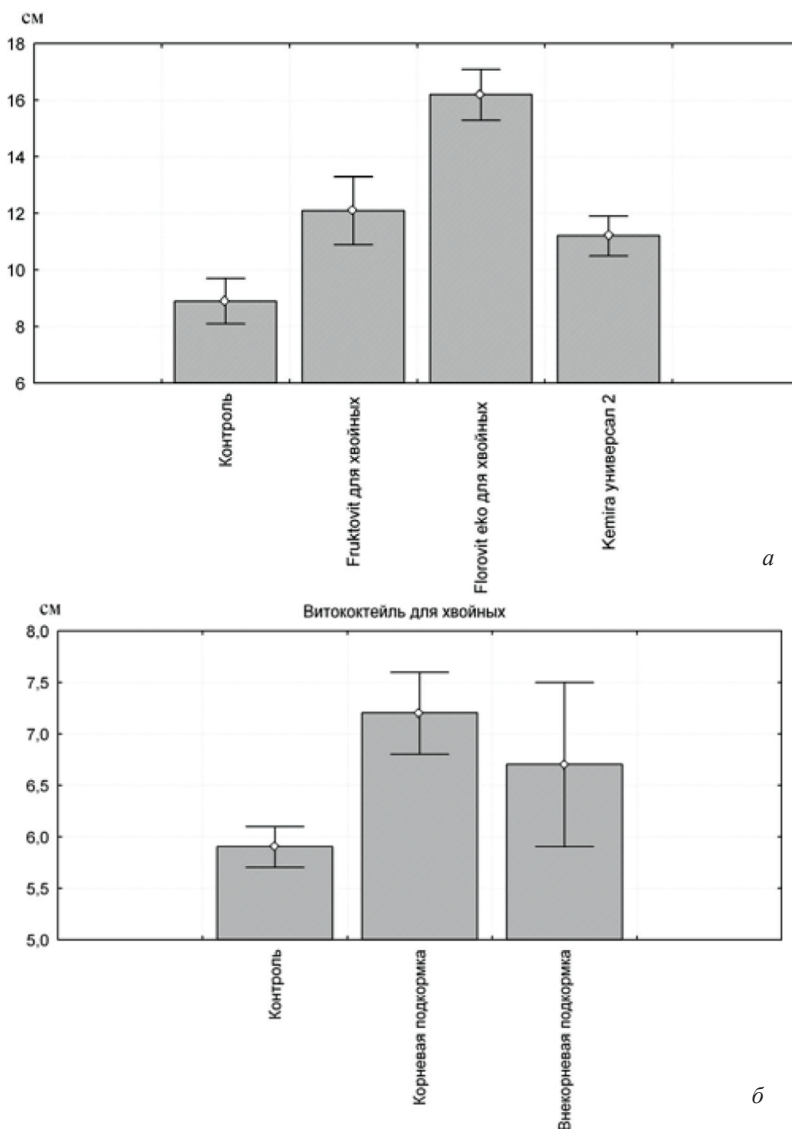 см
18
16
14
12
10
8
6
Контроль
Fruktovit для хвойных
Florovit eko для хвойных
Kemira универсал 2
а
см
Витококтейль для хвойных
8,0
7,5
7,0
6,5
6,0
5,5
5,0
Контроль
Корневая подкормка
Внекорневая подкормка
б